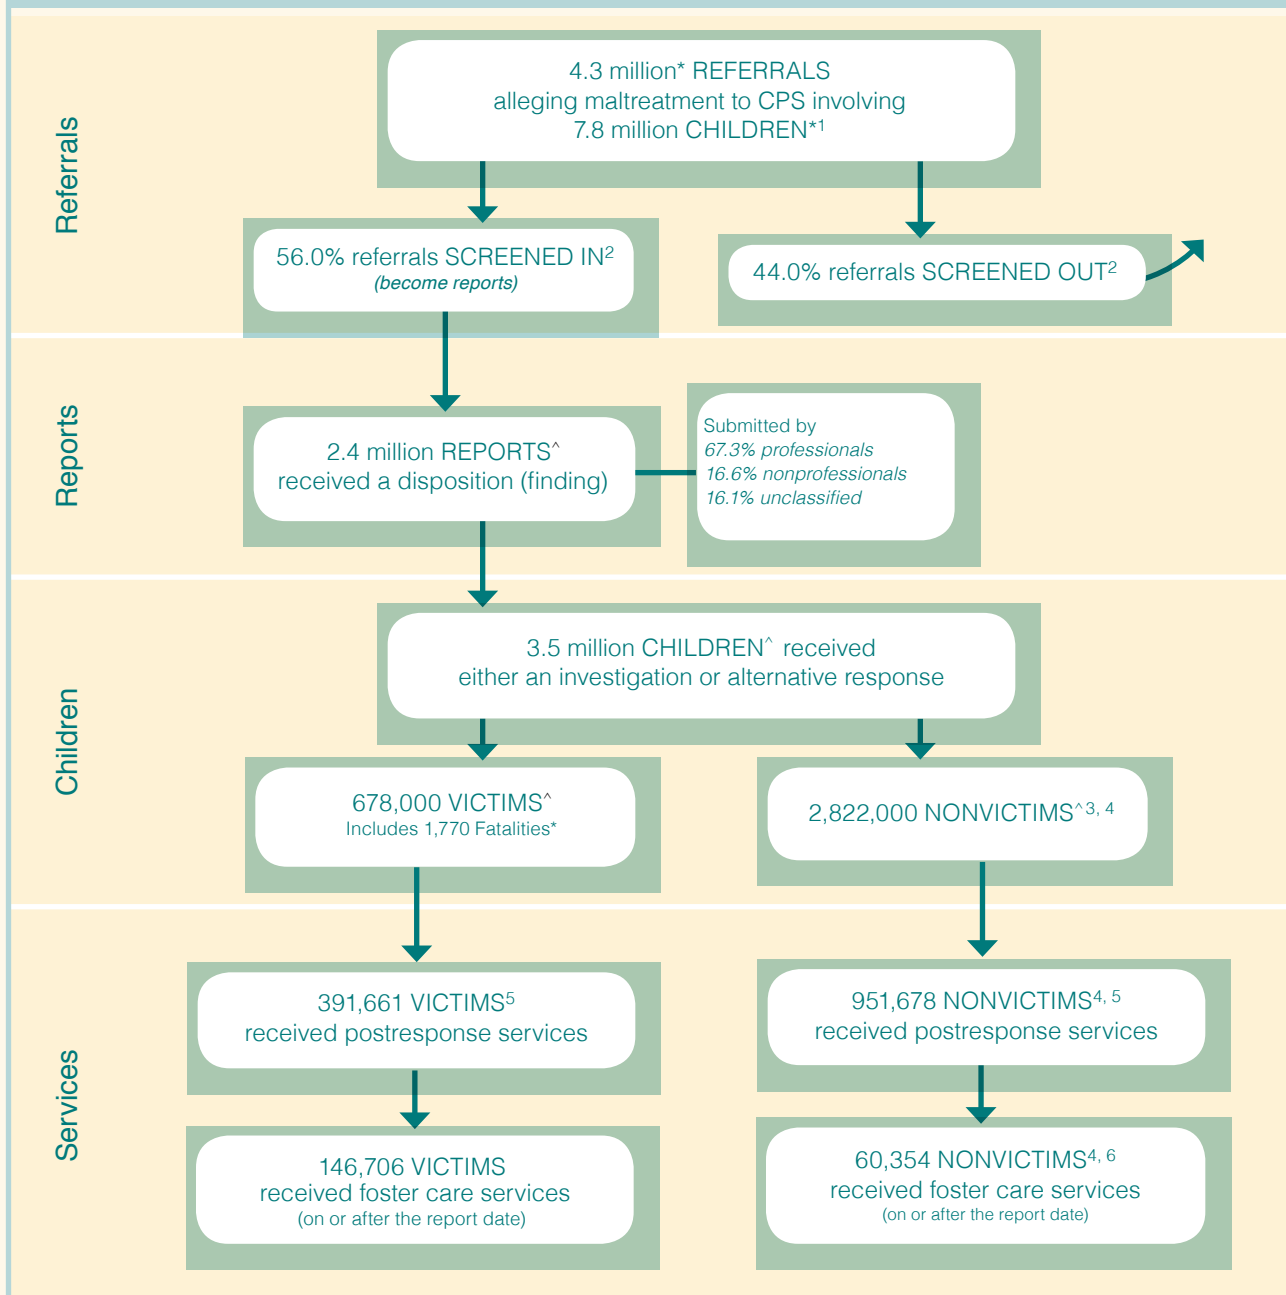 Referrals
4.3 million* REFERRALS
alleging maltreatment to CPS involving
7.8 million CHILDREN*1
56.0% referrals SCREENED IN2
(become reports)
44.0% referrals SCREENED OUT2
Reports
2.4 million REPORTS^
received a disposition (finding)
Submitted by
67.3% professionals
16.6% nonprofessionals
16.1% unclassified
Children
3.5 million CHILDREN^ received
either an investigation or alternative response
678,000 VICTIMS^
Includes 1,770 Fatalities*
2,822,000 NONVICTIMS^ 3, 4
Services
391,661 VICTIMS5
received postresponse services
951,678 NONVICTIMS4, 5
received postresponse services
146,706 VICTIMS
received foster care services
(on or after the report date)
60,354 NONVICTIMS4, 6
received foster care services
(on or after the report date)